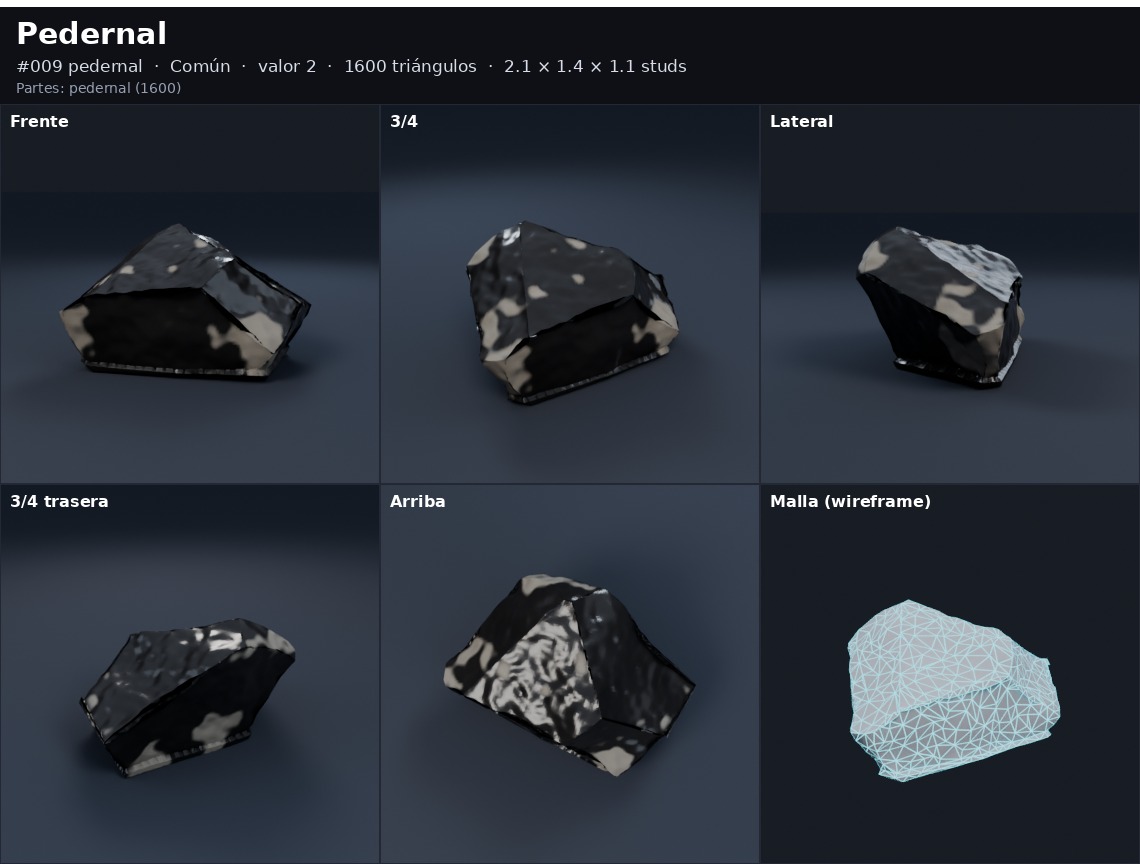 Pedernal
#009 pedernal · Común · valor 2 · 1600 triángulos · 2.1 × 1.4 × 1.1 studs
Partes: pedernal (1600)
Frente
3/4
Lateral
3/4 trasera
Arriba
Malla (wireframe)